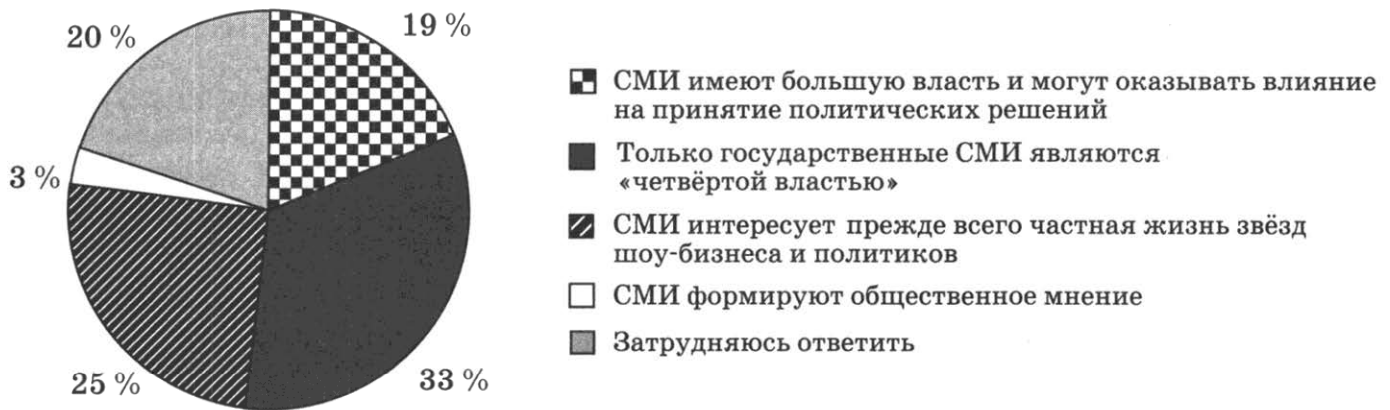 20 %
19 %
3 %
25 %
33 %
СМИ имеют большую власть и могут оказывать влияние
на принятие политических решений
Только государственные СМИ являются
«четвёртой властью»
СМИ интересует прежде всего частная жизнь звёзд
шоу-бизнеса и политиков
СМИ формируют общественное мнение
Затрудняюсь ответить